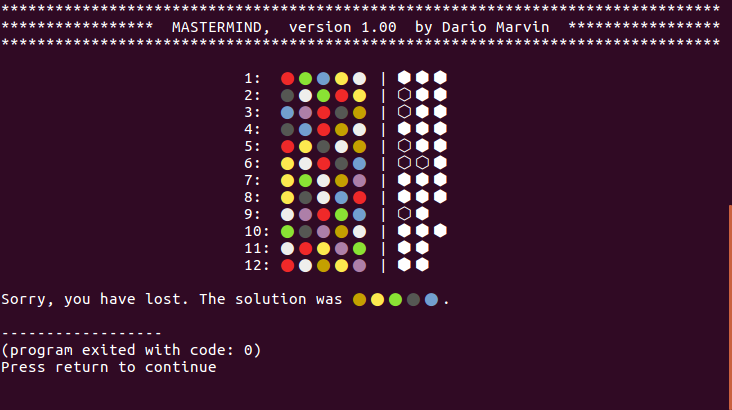 ********************************************************************************
***************** MASTERMIND, version 1.00 by Dario Marvin *****************
********************************************************************************
1: ● ● ● ● ● | ⬢ ⬢ ⬢
2: ● ● ● ● ● | ⬡ ⬢ ⬢
3: ● ● ● ● ● | ⬡ ⬢ ⬢
4: ● ● ● ● ● | ⬢ ⬢ ⬢
5: ● ● ● ● ● | ⬡ ⬢ ⬢
6: ● ● ● ● ● | ⬡ ⬡ ⬢
7: ● ● ● ● ● | ⬢ ⬢ ⬢
8: ● ● ● ● ● | ⬢ ⬢ ⬢
9: ● ● ● ● ● | ⬡ ⬢
10: ● ● ● ● ● | ⬢ ⬢ ⬢
11: ● ● ● ● ● | ⬢ ⬢
12: ● ● ● ● ● | ⬢ ⬢
Sorry, you have lost. The solution was ● ● ● ● ● .
------------------
(program exited with code: 0)
Press return to continue